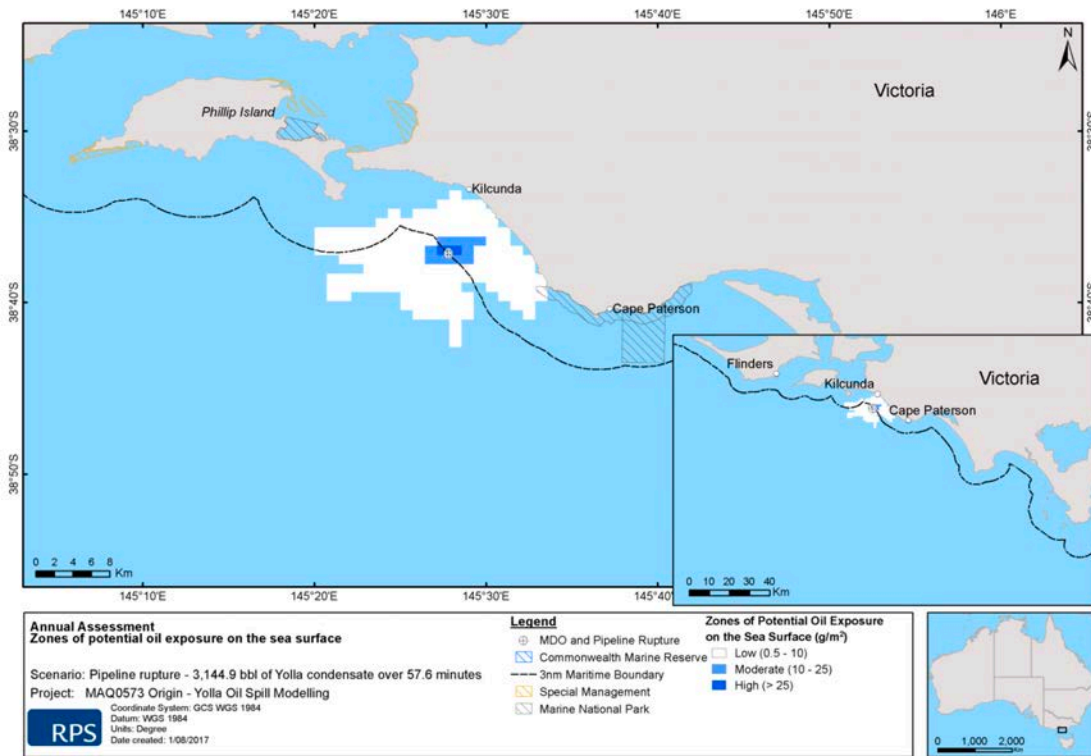 145°10'E 145°20'E 145°30'E 145°40'E 145°50'E 146°E
N
Victoria
Phillip Island
38°30'S
38°30'S
Kilcunda
38°40'S
38°40'S
Cape Paterson
Flinders
Victoria
Kilcunda
Cape Paterson
38°50'S
0 2 4 6 8
Km
0 10 20 30 40
Km
145°10'E 145°20'E 145°30'E
Annual Assessment
Zones of potential oil exposure on the sea surface
Scenario: Pipeline rupture - 3,144.9 bbl of Yolla condensate over 57.6 minutes
Project: MAQ0573 Origin - Yolla Oil Spill Modelling
RPS
Coordinate System: GCS WGS 1984
Datum: WGS 1984
Units: Degree
Date created: 1/08/2017
Legend
MDO and Pipeline Rupture
Commonwealth Marine Reserve
3nm Maritime Boundary
Special Management
Marine National Park
Zones of Potential Oil Exposure
on the Sea Surface (g/m²)
Low (0.5 - 10)
Moderate (10 - 25)
High (> 25)
0 1,000 2,000
Km